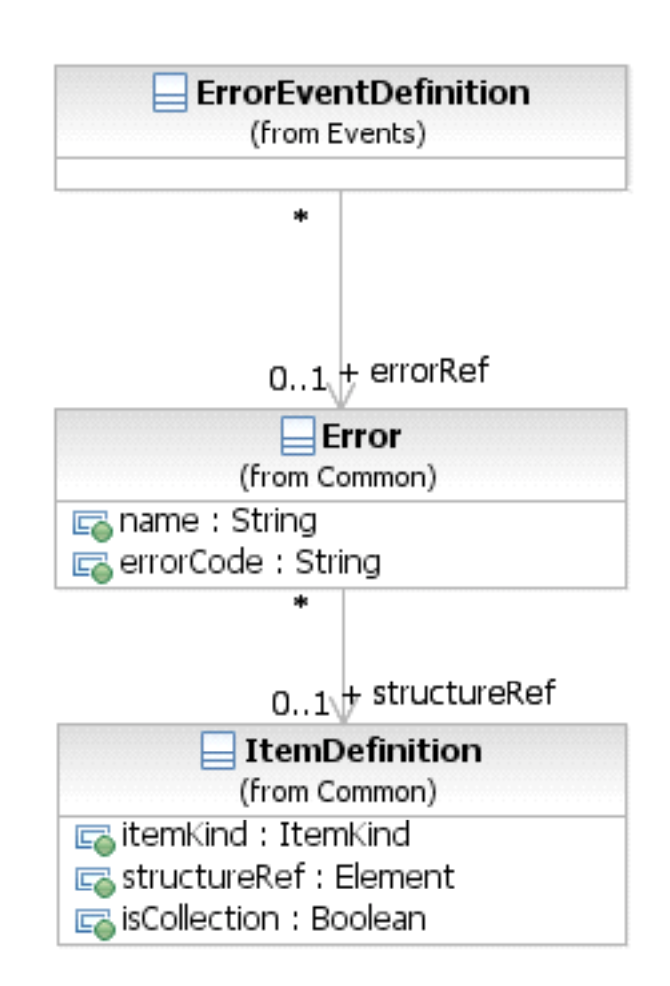 ErrorEventDefinition
(from Events)
*
0..1 + errorRef
Error
(from Common)
name : String
errorCode : String
*
0..1 + structureRef
ItemDefinition
(from Common)
itemKind : ItemKind
structureRef : Element
isCollection : Boolean